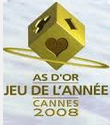 AS D'OR
JEU DE L'ANNÉE
CANNES
2008